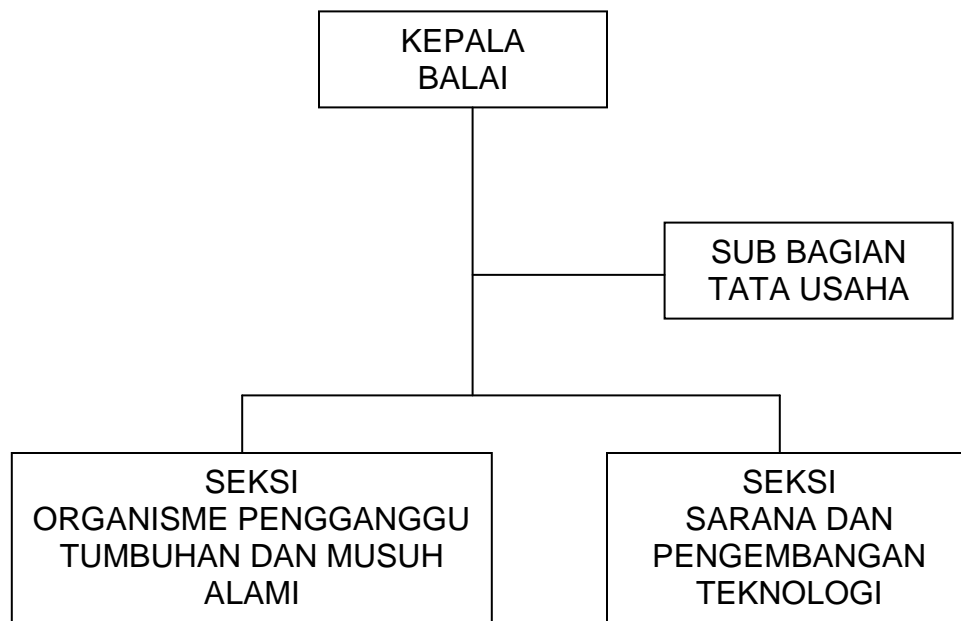 KEPALA
BALAI
SUB BAGIAN
TATA USAHA
SEKSI
ORGANISME PENGGANGGU
TUMBUHAN DAN MUSUH
ALAMI
SEKSI
SARANA DAN
PENGEMBANGAN
TEKNOLOGI